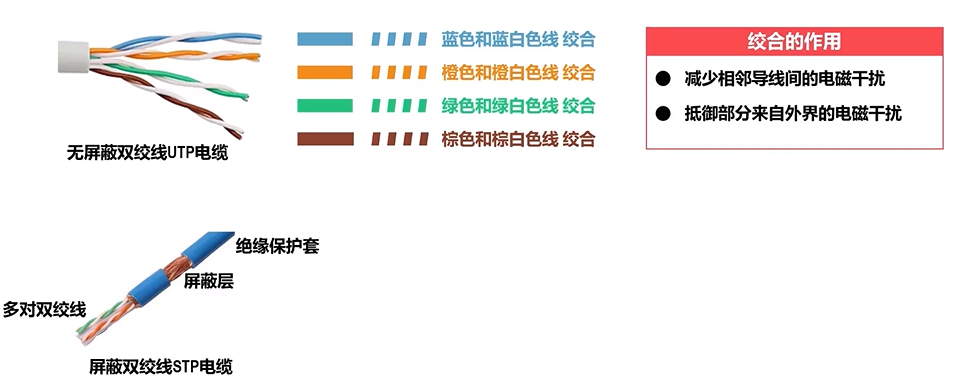 蓝色和蓝白色线 绞合
橙色和橙白色线 绞合
绿色和绿白色线 绞合
棕色和棕白色线 绞合
无屏蔽双绞线UTP电缆
绞合的作用
● 减少相邻导线间的电磁干扰
● 抵御部分来自外界的电磁干扰
绝缘保护套
屏蔽层
多对双绞线
屏蔽双绞线STP电缆